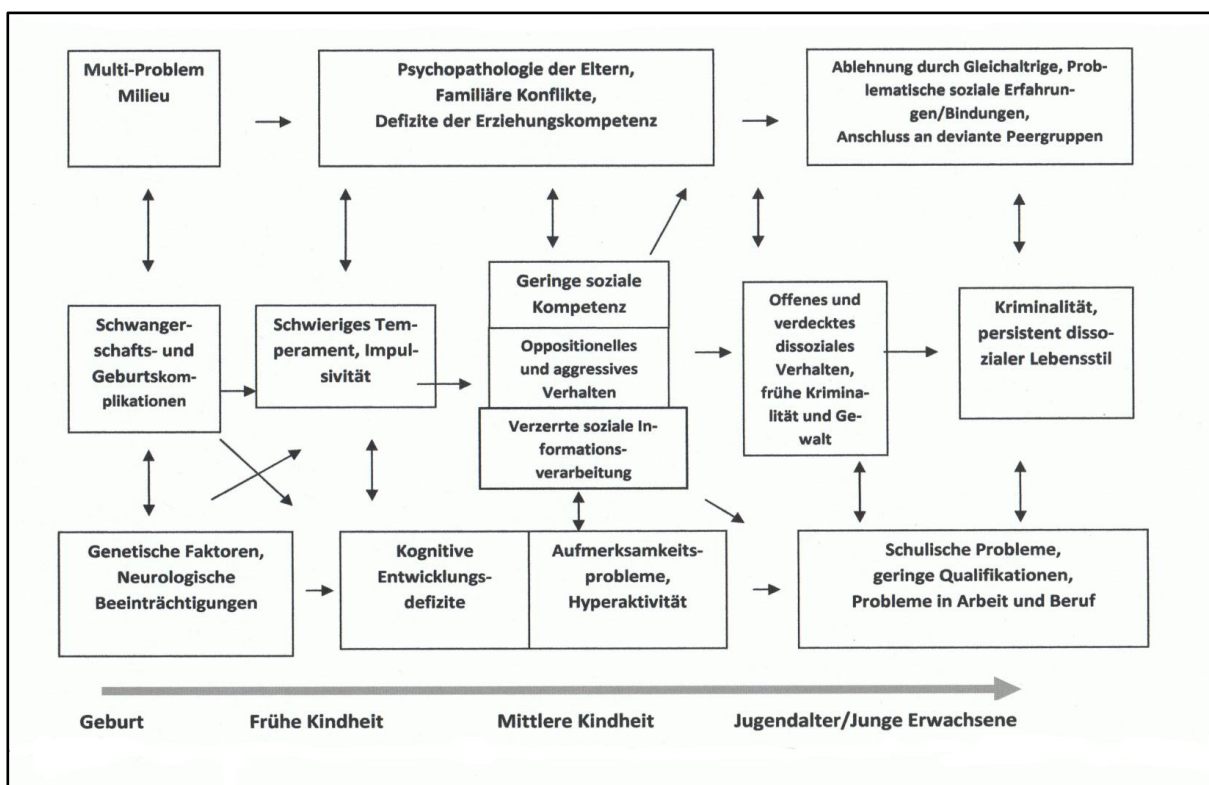 Multi-Problem
Milieu
Psychopathologie der Eltern,
Familiäre Konflikte,
Defizite der Erziehungskompetenz
Ablehnung durch Gleichaltrige, Prob-
lematische soziale Erfahrun-
gen/Bindungen,
Anschluss an deviante Peergruppen
Schwanger-
schafts- und
Geburtskom-
plikationen
Schwieriges Tem-
perament, Impul-
sivität
Geringe soziale
Kompetenz
Oppositionelles
und aggressives
Verhalten
Verzerrte soziale In-
formations-
verarbeitung
Offenes und
verdecktes
dissoziales
Verhalten,
frühe Krimina-
lität und Ge-
walt
Kriminalität,
persistent disso-
zialer Lebensstil
Genetische Faktoren,
Neurologische
Beeinträchtigungen
Kognitive
Entwicklungs-
defizite
Aufmerksamkeits-
probleme,
Hyperaktivität
Schulische Probleme,
geringe Qualifikationen,
Probleme in Arbeit und Beruf
Geburt
Frühe Kindheit
Mittlere Kindheit
Jugendalter/Junge Erwachsene